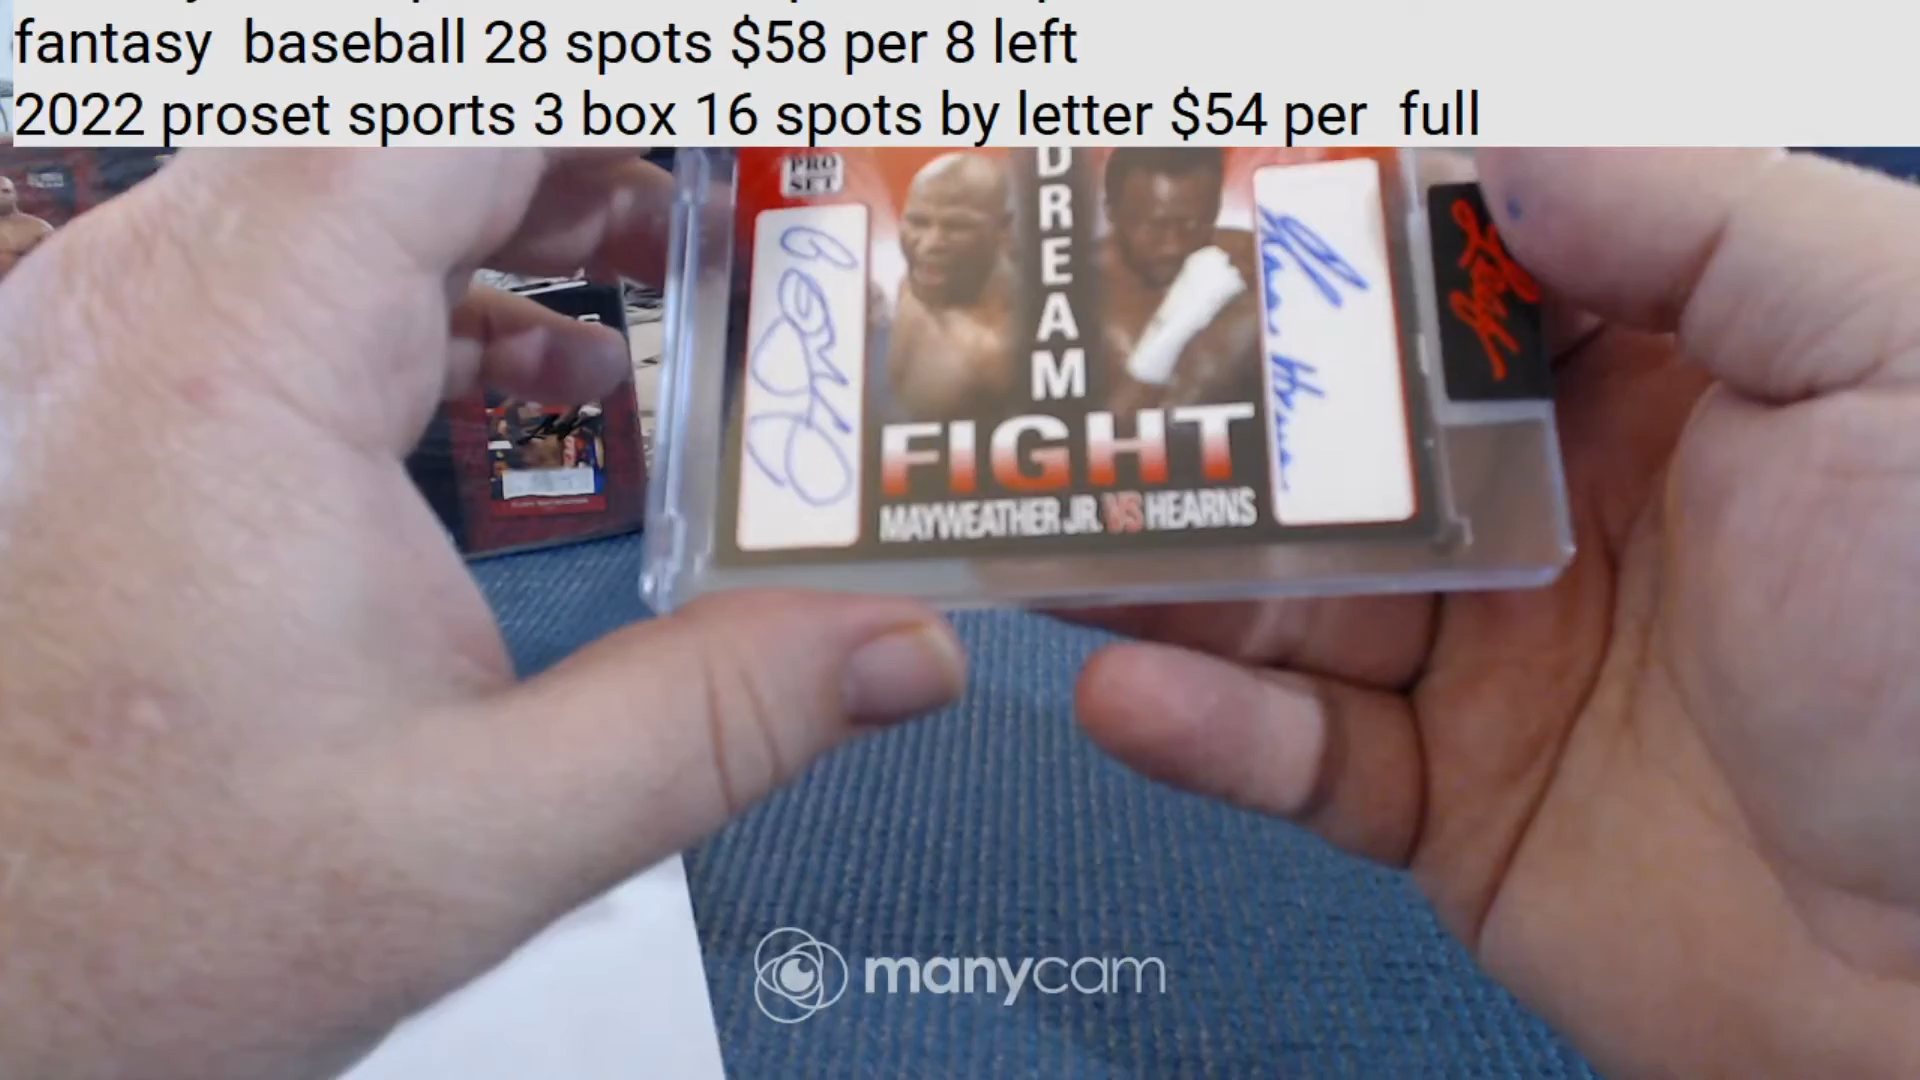 fantasy baseball 28 spots $58 per 8 left
2022 proset sports 3 box 16 spots by letter $54 per full
PRO
SET
DREAM
FIGHT
MAYWEATHER JR. VS HEARNS
Leaf
manycam